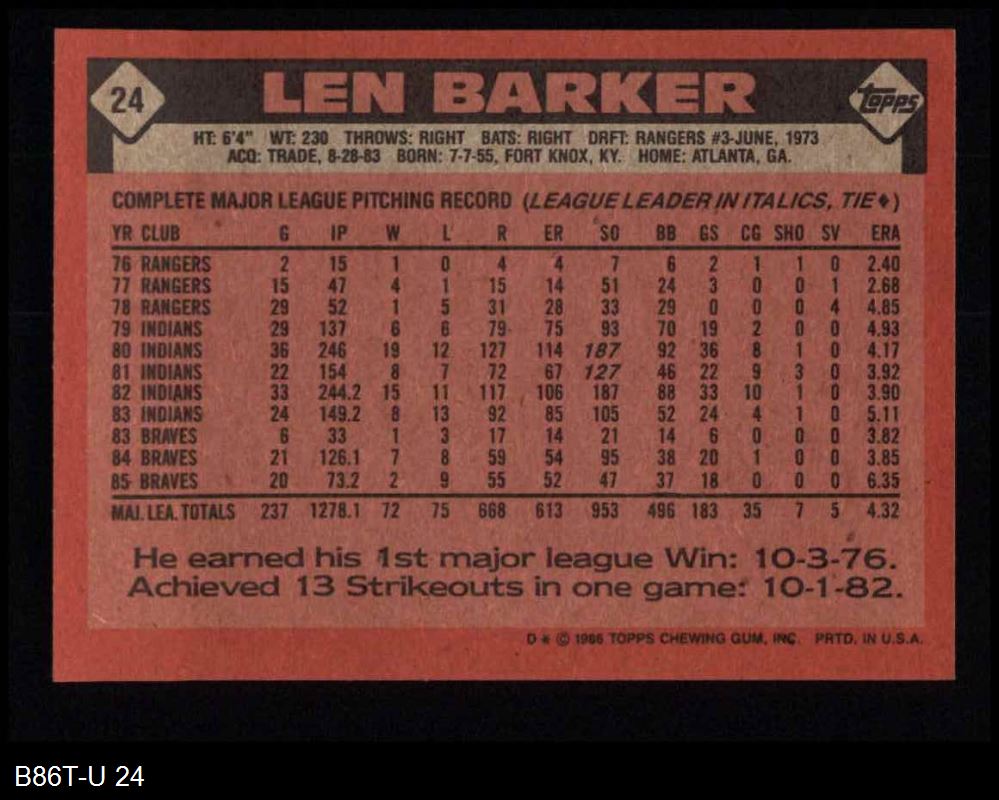 24
LEN BARKER
topps
HT: 6'4" WT: 230 THROWS: RIGHT BATS: RIGHT DRFT: RANGERS #3-JUNE, 1973
ACQ: TRADE, 8-28-83 BORN: 7-7-55, FORT KNOX, KY. HOME: ATLANTA, GA.
COMPLETE MAJOR LEAGUE PITCHING RECORD (LEAGUE LEADER IN ITALICS, TIE♦)
YR CLUB G IP W L R ER SO BB GS CG SHO SV ERA
76 RANGERS 2 15 1 0 4 4 7 6 2 1 1 0 2.40
77 RANGERS 15 47 4 1 15 14 51 24 3 0 0 1 2.68
78 RANGERS 29 52 1 5 31 28 33 29 0 0 0 4 4.85
79 INDIANS 29 137 6 6 79 75 93 70 19 2 0 0 4.93
80 INDIANS 36 246 19 12 127 114 187 92 36 8 1 0 4.17
81 INDIANS 22 154 8 7 72 67 127 46 22 9 3 0 3.92
82 INDIANS 33 244.2 15 11 117 106 187 88 33 10 1 0 3.90
83 INDIANS 24 149.2 8 13 92 85 105 52 24 4 1 0 5.11
83 BRAVES 6 33 1 3 17 14 21 14 6 0 0 0 3.82
84 BRAVES 21 126.1 7 8 59 54 95 38 20 1 0 0 3.85
85 BRAVES 20 73.2 2 9 55 52 47 37 18 0 0 0 6.35
MAJ. LEA. TOTALS 237 1278.1 72 75 668 613 953 496 183 35 7 5 4.32
He earned his 1st major league Win: 10-3-76.
Achieved 13 Strikeouts in one game: 10-1-82.
D * © 1986 TOPPS CHEWING GUM, INC. PRTD. IN U.S.A.
B86T-U 24